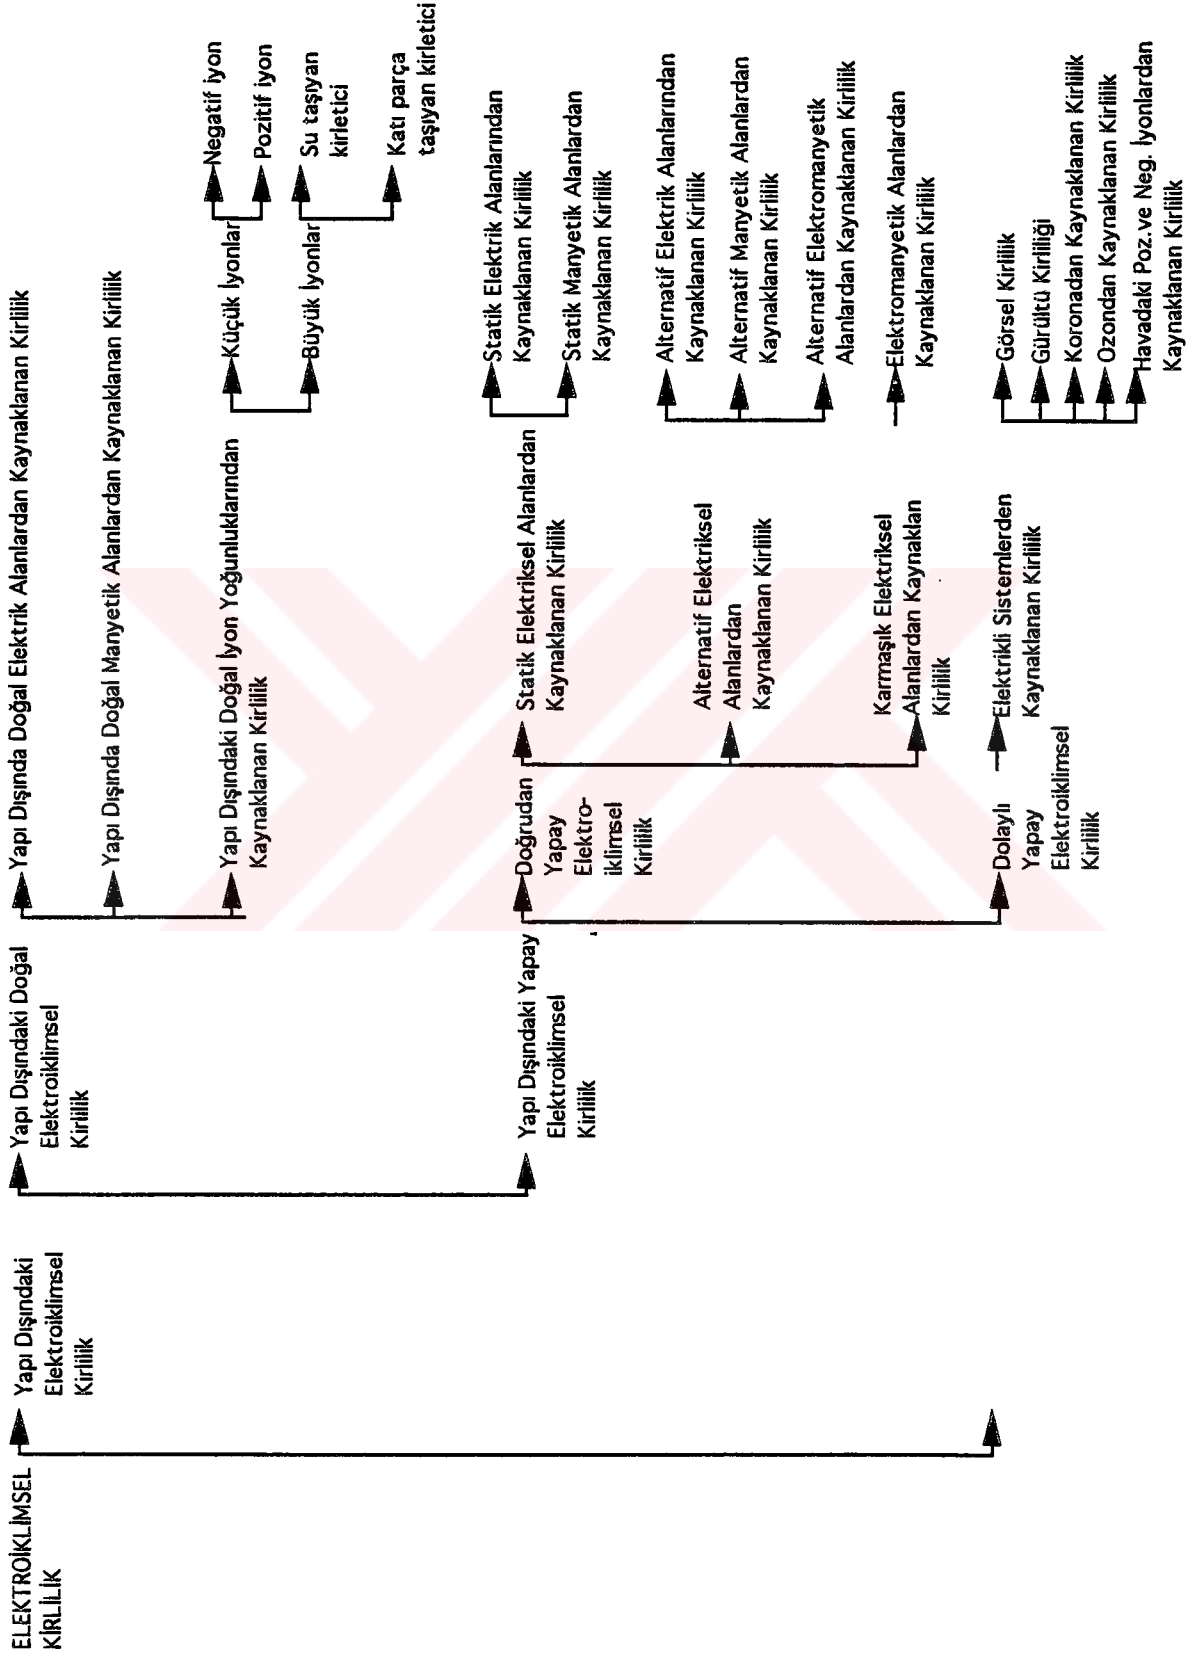 ELEKTROİKLİMSEL
KİRLİLİK
Yapı Dışındaki
Elektroiklimsel
Kirlilik
Yapı Dışındaki Doğal
Elektroiklimsel
Kirlilik
Yapı Dışında Doğal Elektrik Alanlardan Kaynaklanan Kirlilik
Yapı Dışında Doğal Manyetik Alanlardan Kaynaklanan Kirlilik
Yapı Dışındaki Doğal İyon Yoğunluklarından
Kaynaklanan Kirlilik
Küçük İyonlar
Negatif iyon
Pozitif iyon
Büyük İyonlar
Su taşıyan
kirletici
Katı parça
taşıyan kirletici
Yapı Dışındaki Yapay
Elektroiklimsel
Kirlilik
Doğrudan
Yapay
Elektro-
iklimsel
Kirlilik
Statik Elektriksel Alanlardan
Kaynaklanan Kirlilik
Statik Elektrik Alanlarından
Kaynaklanan Kirlilik
Statik Manyetik Alanlardan
Kaynaklanan Kirlilik
Alternatif Elektriksel
Alanlardan
Kaynaklanan Kirlilik
Alternatif Elektrik Alanlarından
Kaynaklanan Kirlilik
Alternatif Manyetik Alanlardan
Kaynaklanan Kirlilik
Alternatif Elektromanyetik
Alanlardan Kaynaklanan Kirlilik
Karmaşık Elektriksel
Alanlardan Kaynaklan
Kirlilik
Elektromanyetik Alanlardan
Kaynaklanan Kirlilik
Dolaylı
Yapay
Elektroiklimsel
Kirlilik
Elektrikli Sistemlerden
Kaynaklanan Kirlilik
Görsel Kirlilik
Gürültü Kirliliği
Koronadan Kaynaklanan Kirlilik
Ozondan Kaynaklanan Kirlilik
Havadaki Poz.ve Neg. İyonlardan
Kaynaklanan Kirlilik